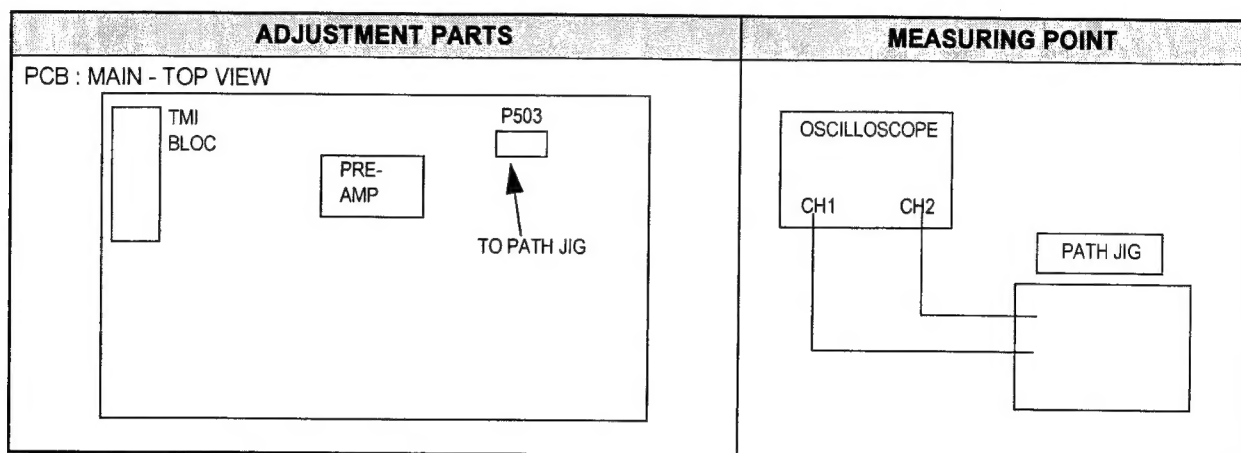 ADJUSTMENT PARTS
MEASURING POINT
PCB : MAIN - TOP VIEW
TMI
BLOC
P503
PRE-
AMP
TO PATH JIG
OSCILLOSCOPE
CH1 CH2
PATH JIG